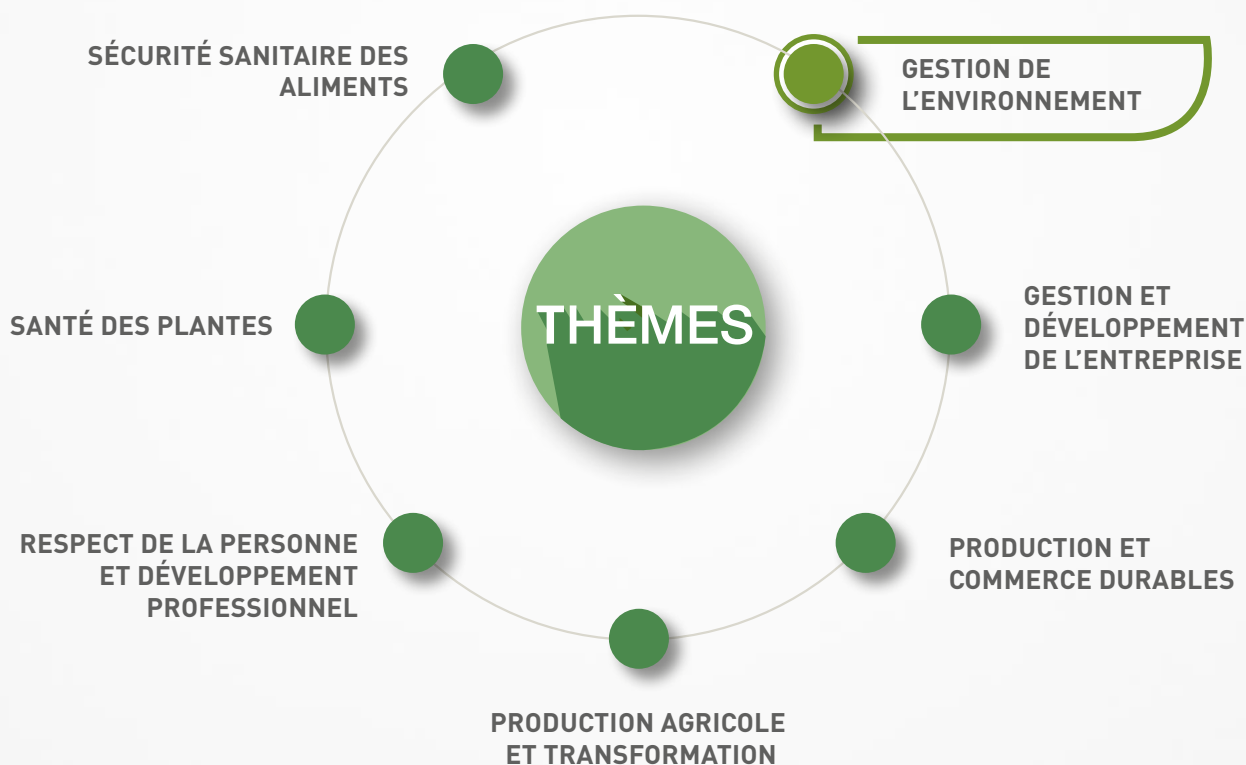 SÉCURITÉ SANITAIRE DES
ALIMENTS
GESTION DE
L'ENVIRONNEMENT
THÈMES
SANTÉ DES PLANTES
GESTION ET
DÉVELOPPEMENT
DE L'ENTREPRISE
RESPECT DE LA PERSONNE
ET DÉVELOPPEMENT
PROFESSIONNEL
PRODUCTION ET
COMMERCE DURABLES
PRODUCTION AGRICOLE
ET TRANSFORMATION